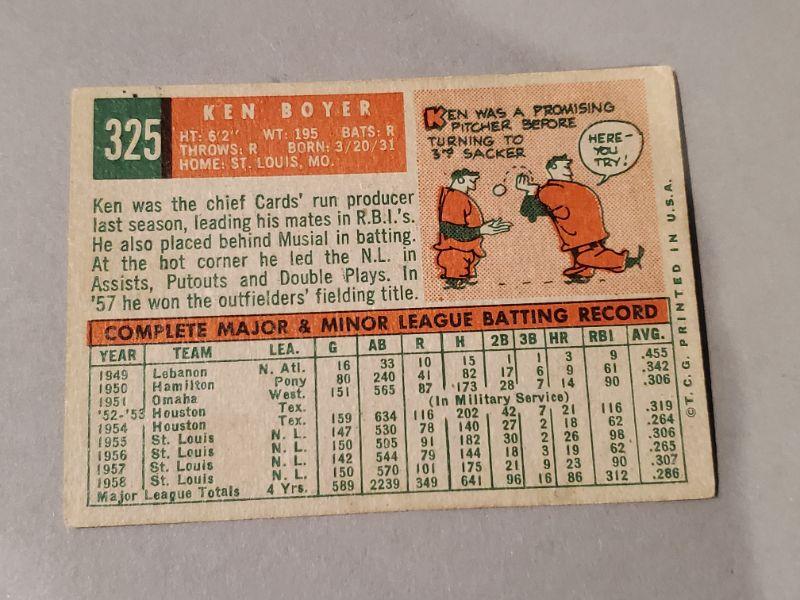 325
KEN BOYER
HT: 6'2" WT: 195 BATS: R
THROWS: R BORN: 3/20/31
HOME: ST. LOUIS, MO.
KEN WAS A PROMISING
PITCHER BEFORE
TURNING TO
3RD SACKER
HERE-
YOU
TRY!
Ken was the chief Cards' run producer
last season, leading his mates in R.B.I.'s.
He also placed behind Musial in batting.
At the hot corner he led the N.L. in
Assists, Putouts and Double Plays. In
'57 he won the outfielders' fielding title.
COMPLETE MAJOR & MINOR LEAGUE BATTING RECORD
YEAR TEAM LEA. G AB R H 2B 3B HR RBI AVG.
1949 Lebanon N. Atl. 16 33 10 15 1 1 3 9 .455
1950 Hamilton Pony 80 240 41 82 17 6 9 61 .342
1951 Omaha West. 151 565 87 173 28 7 14 90 .306
'52-'53 Houston Tex. (In Military Service)
1954 Houston Tex. 159 634 116 202 42 7 21 116 .319
1955 St. Louis N. L. 147 530 78 140 27 2 18 62 .264
1956 St. Louis N. L. 150 595 91 182 30 2 26 98 .306
1957 St. Louis N. L. 142 544 79 144 18 3 19 62 .265
1958 St. Louis N. L. 150 570 101 175 21 9 23 90 .307
Major League Totals 4 Yrs. 589 2239 349 641 96 16 86 312 .286
©T.C.G. PRINTED IN U.S.A.